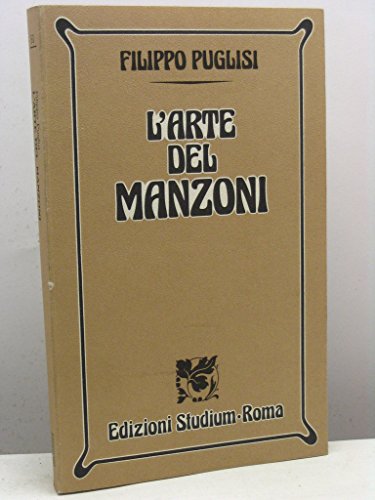 FILIPPO PUGLISI
L'ARTE
DEL
MANZONI
Edizioni Studium·Roma